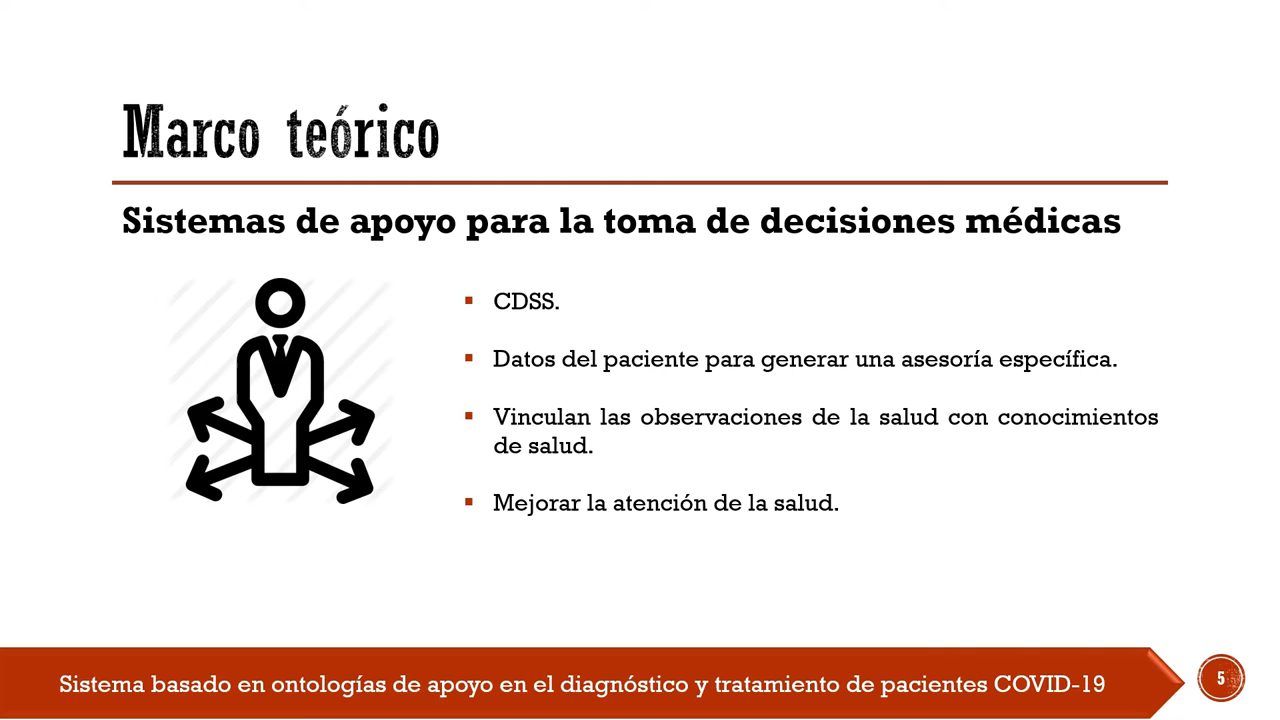 Marco teórico
Sistemas de apoyo para la toma de decisiones médicas
CDSS.
Datos del paciente para generar una asesoría específica.
Vinculan las observaciones de la salud con conocimientos
de salud.
Mejorar la atención de la salud.
Sistema basado en ontologías de apoyo en el diagnóstico y tratamiento de pacientes COVID-19
5